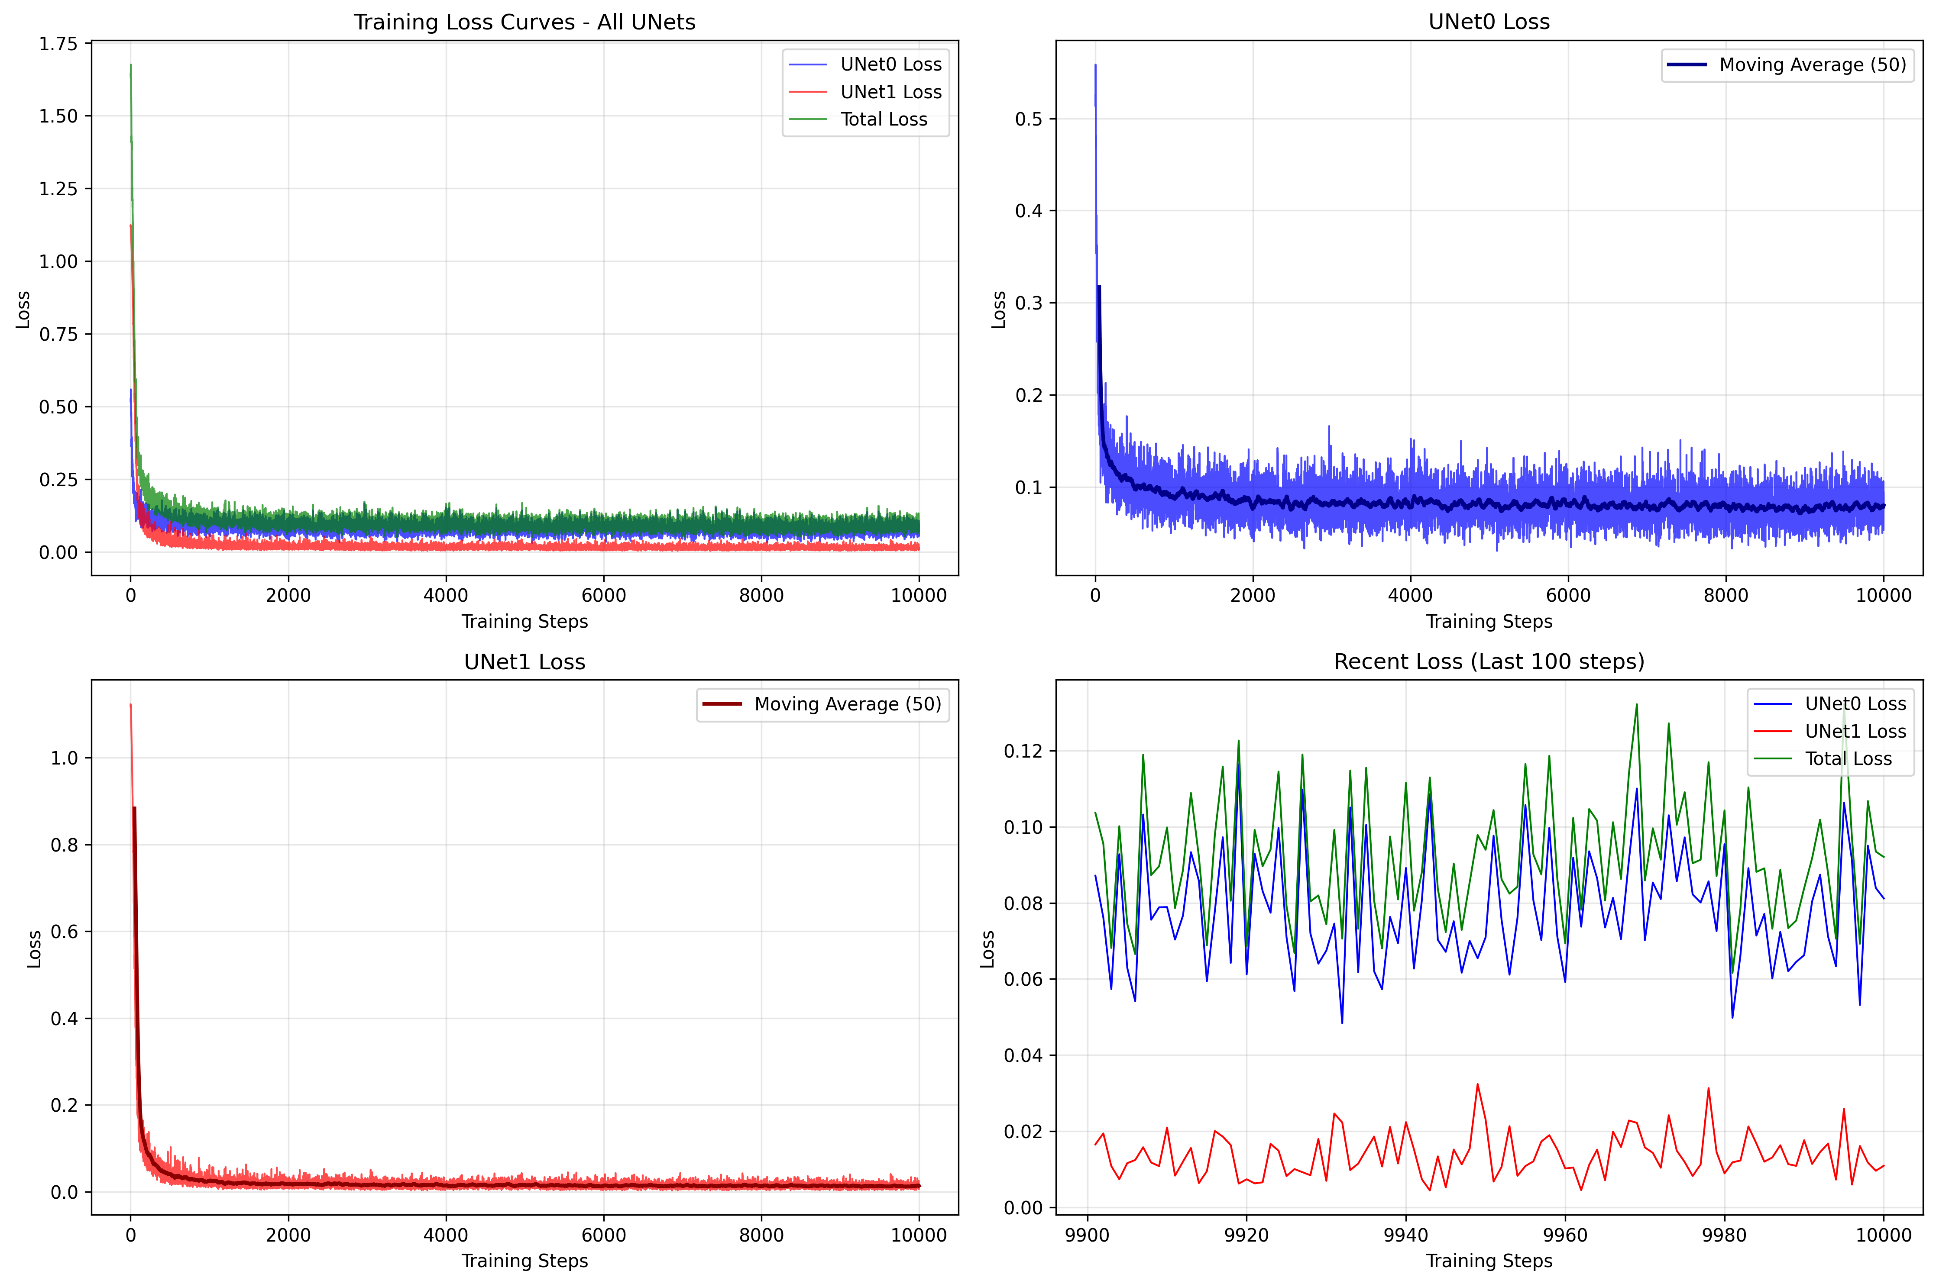 Training Loss Curves - All UNets
1.75
1.50
1.25
1.00
0.75
0.50
0.25
0.00
Loss
UNet0 Loss
UNet1 Loss
Total Loss
0 2000 4000 6000 8000 10000
Training Steps
UNet0 Loss
0.5
0.4
0.3
0.2
0.1
Loss
Moving Average (50)
0 2000 4000 6000 8000 10000
Training Steps
UNet1 Loss
1.0
0.8
0.6
0.4
0.2
0.0
Loss
Moving Average (50)
0 2000 4000 6000 8000 10000
Training Steps
Recent Loss (Last 100 steps)
0.12
0.10
0.08
0.06
0.04
0.02
0.00
Loss
UNet0 Loss
UNet1 Loss
Total Loss
9900 9920 9940 9960 9980 10000
Training Steps